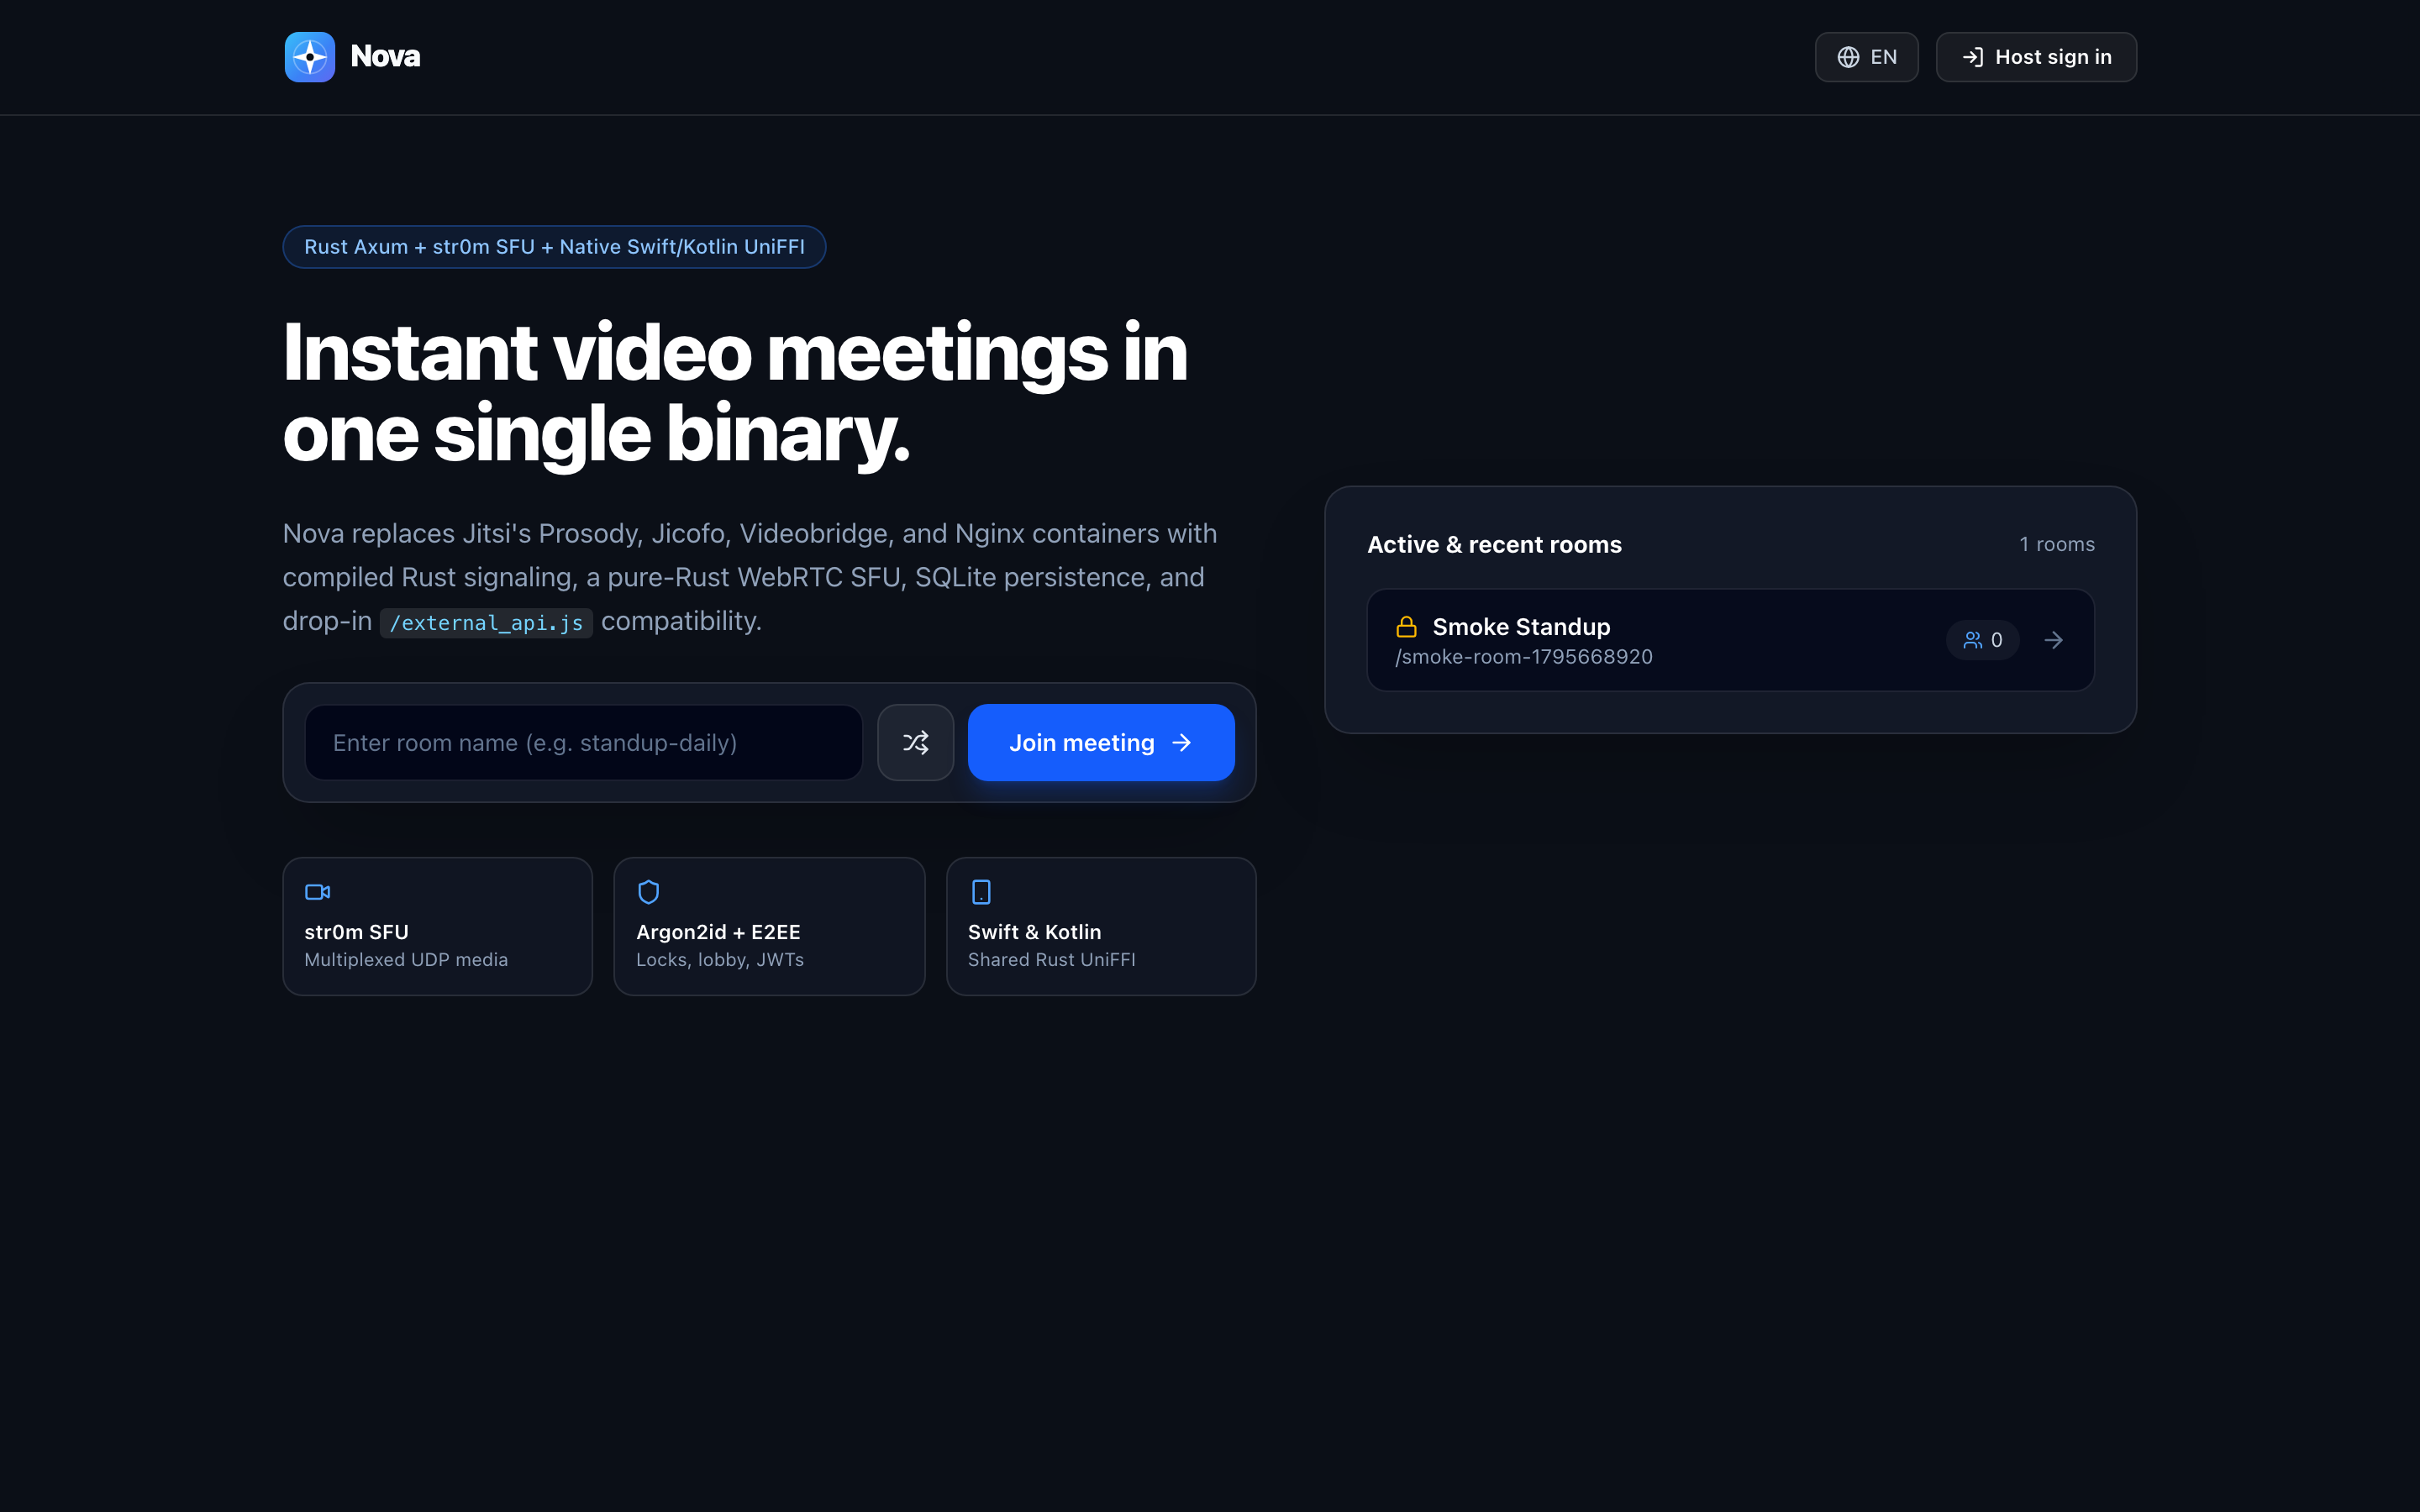 Nova
EN
Host sign in
Rust Axum + str0m SFU + Native Swift/Kotlin UniFFI
Instant video meetings in
one single binary.
Nova replaces Jitsi's Prosody, Jicofo, Videobridge, and Nginx containers with
compiled Rust signaling, a pure-Rust WebRTC SFU, SQLite persistence, and
drop-in /external_api.js compatibility.
Enter room name (e.g. standup-daily)
Join meeting
str0m SFU
Multiplexed UDP media
Argon2id + E2EE
Locks, lobby, JWTs
Swift & Kotlin
Shared Rust UniFFI
Active & recent rooms
1 rooms
Smoke Standup
/smoke-room-1795668920
0